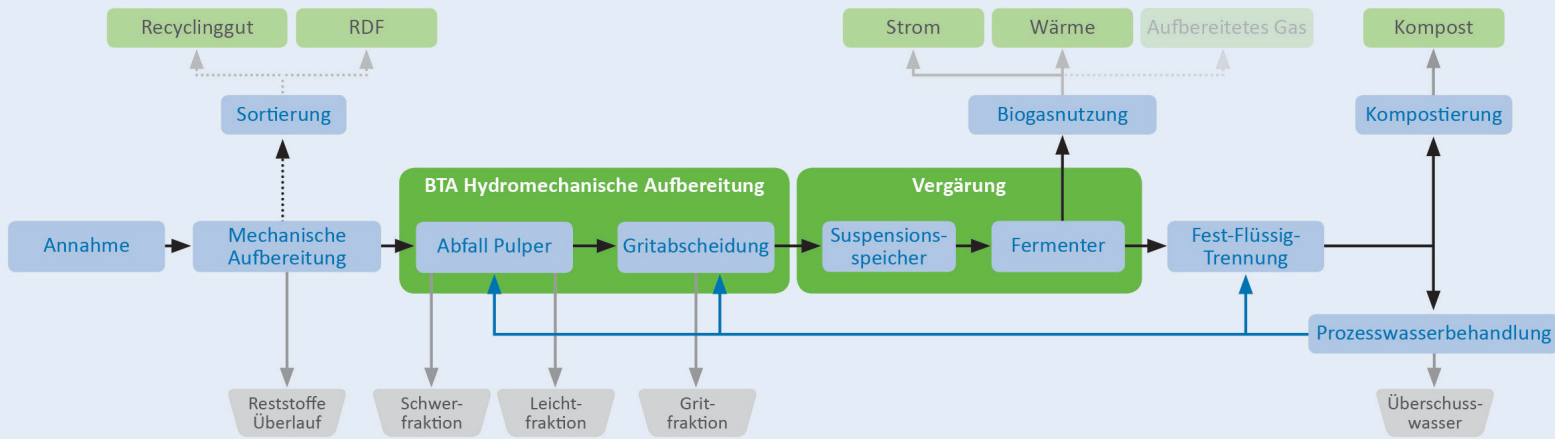 Recyclinggut
RDF
Strom
Wärme
Aufbereitetes Gas
Kompost
Sortierung
Biogasnutzung
Kompostierung
BTA Hydromechanische Aufbereitung
Vergärung
Annahme
Mechanische
Aufbereitung
Abfall Pulper
Gritabscheidung
Suspensions-
speicher
Fermenter
Fest-Flüssig-
Trennung
Prozesswasserbehandlung
Reststoffe
Überlauf
Schwer-
fraktion
Leicht-
fraktion
Grit-
fraktion
Überschuss-
wasser